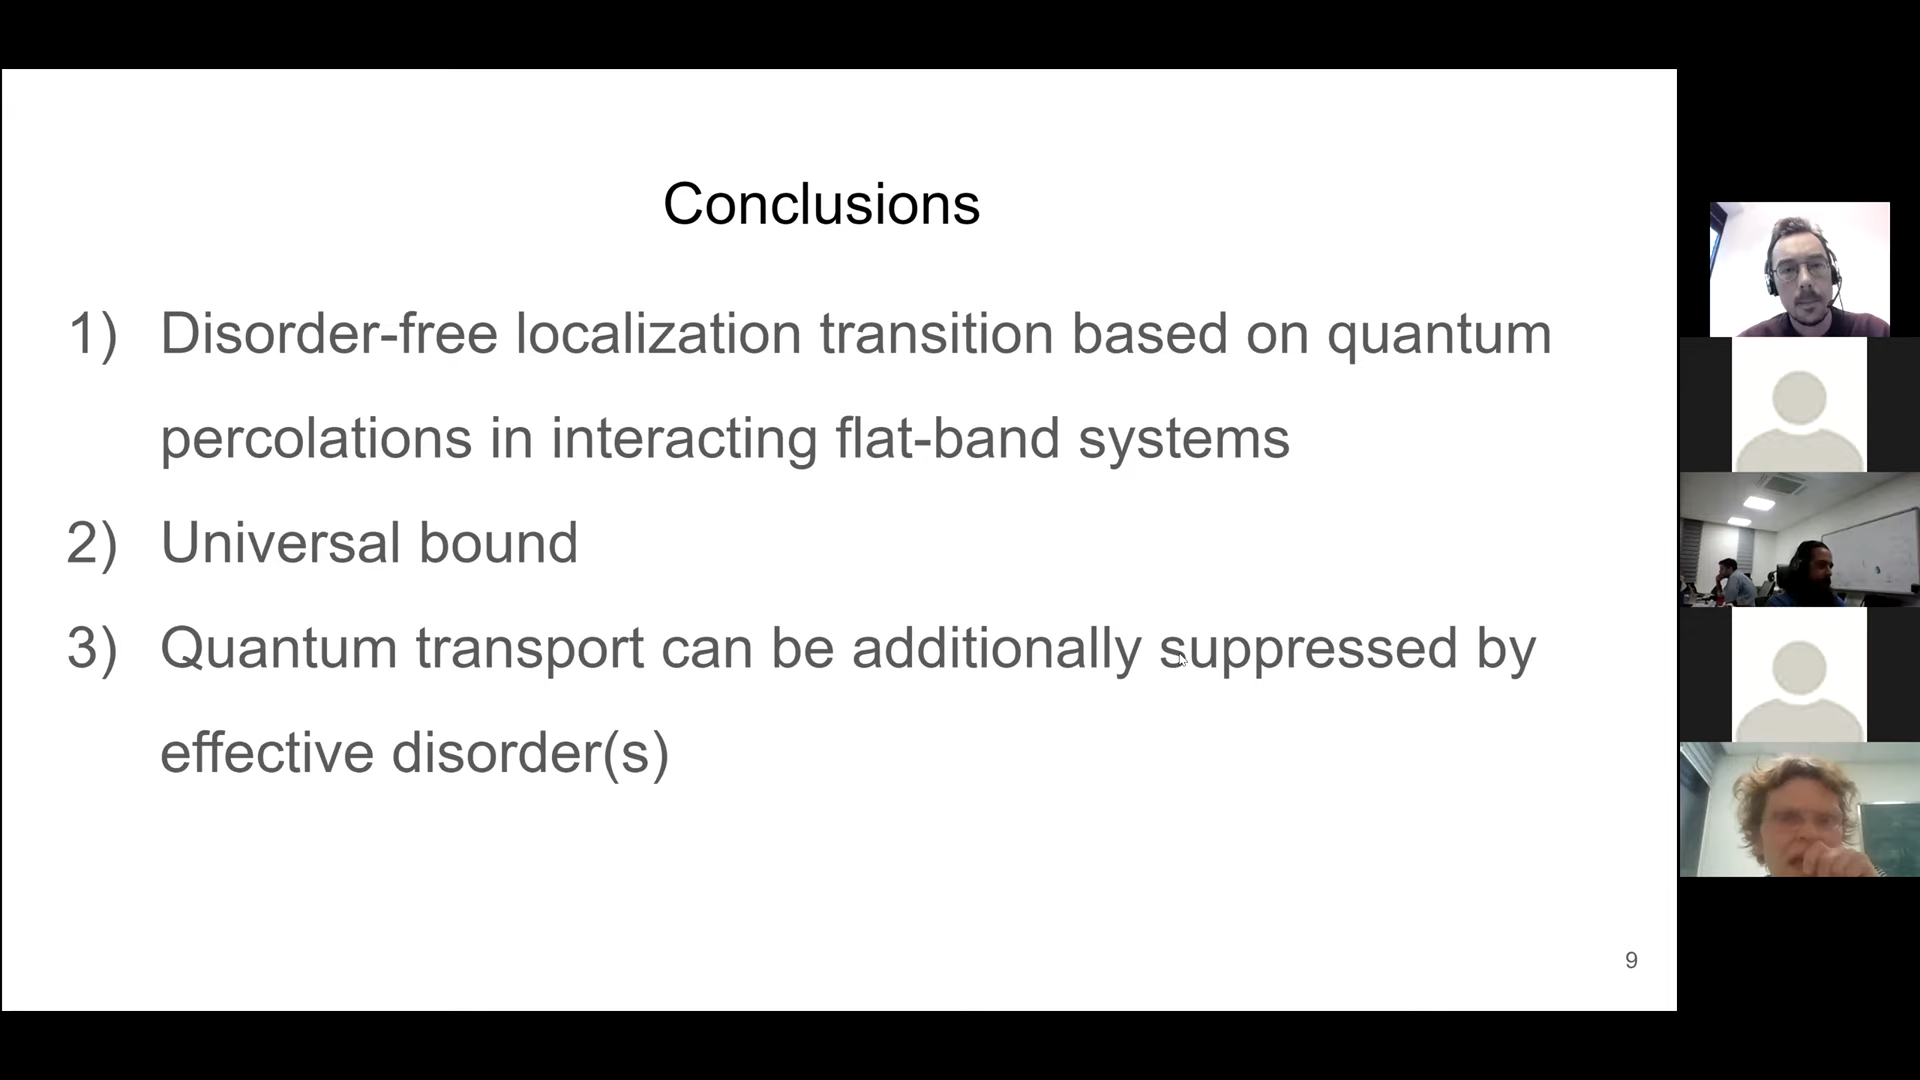 Conclusions
1) Disorder-free localization transition based on quantum
percolations in interacting flat-band systems
2) Universal bound
3) Quantum transport can be additionally suppressed by
effective disorder(s)
9